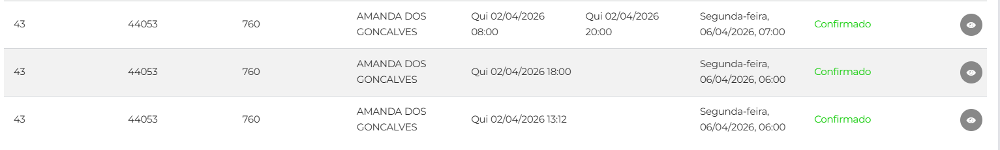 43 44053 760 AMANDA DOS GONCALVES Qui 02/04/2026 08:00 Qui 02/04/2026 20:00 Segunda-feira, 06/04/2026, 07:00 Confirmado
43 44053 760 AMANDA DOS GONCALVES Qui 02/04/2026 18:00 Segunda-feira, 06/04/2026, 06:00 Confirmado
43 44053 760 AMANDA DOS GONCALVES Qui 02/04/2026 13:12 Segunda-feira, 06/04/2026, 06:00 Confirmado